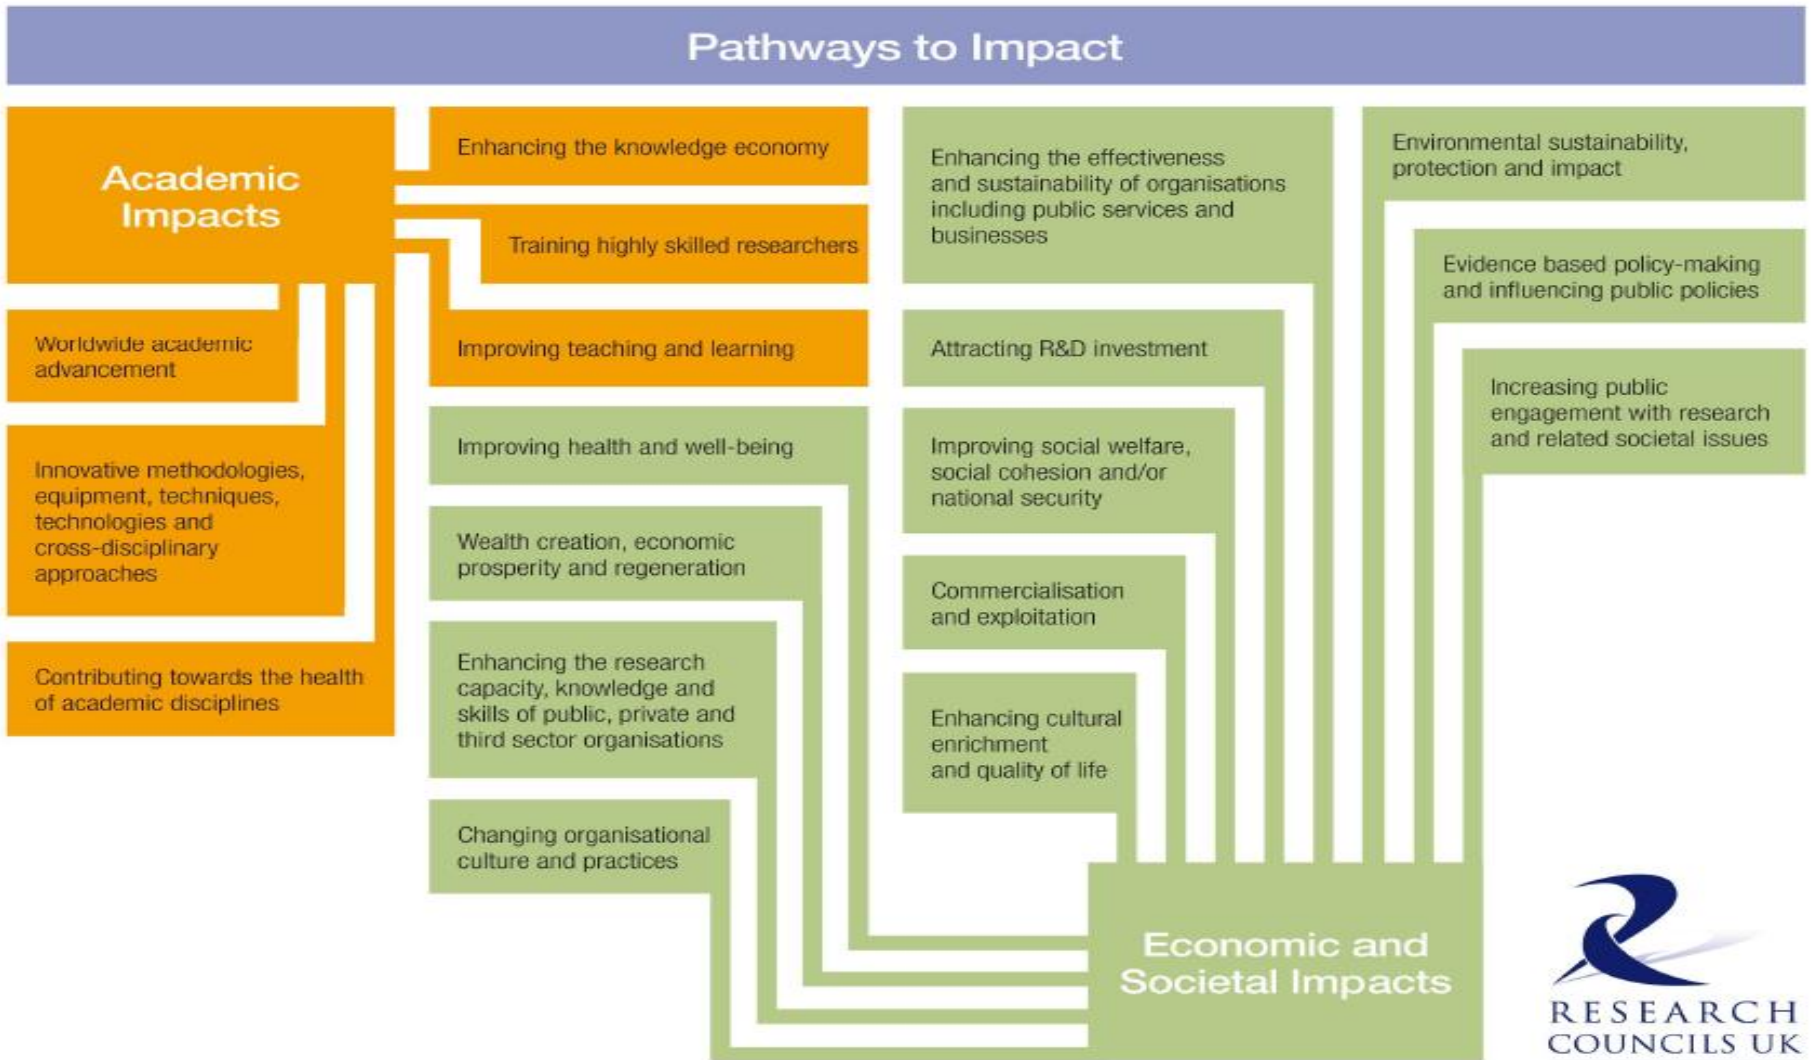 Pathways to Impact
Academic
Impacts
Worldwide academic
advancement
Innovative methodologies,
equipment, techniques,
technologies and
cross-disciplinary
approaches
Contributing towards the health
of academic disciplines
Enhancing the knowledge economy
Training highly skilled researchers
Improving teaching and learning
Improving health and well-being
Wealth creation, economic
prosperity and regeneration
Enhancing the research
capacity, knowledge and
skills of public, private and
third sector organisations
Changing organisational
culture and practices
Enhancing the effectiveness
and sustainability of organisations
including public services and
businesses
Attracting R&D investment
Improving social welfare,
social cohesion and/or
national security
Commercialisation
and exploitation
Enhancing cultural
enrichment
and quality of life
Environmental sustainability,
protection and impact
Evidence based policy-making
and influencing public policies
Increasing public
engagement with research
and related societal issues
Economic and
Societal Impacts
RESEARCH
COUNCILS UK